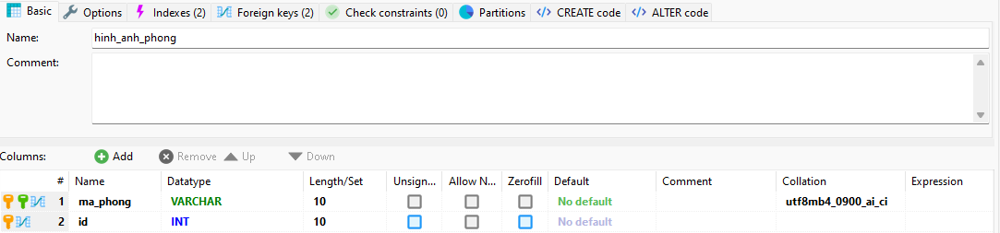 Basic Options Indexes (2) Foreign keys (2) Check constraints (0) Partitions CREATE code ALTER code
Name: hinh_anh_phong
Comment:
Columns: Add Remove Up Down
# Name Datatype Length/Set Unsign... Allow N... Zerofill Default Comment Collation Expression
1 ma_phong VARCHAR 10 No default utf8mb4_0900_ai_ci
2 id INT 10 No default